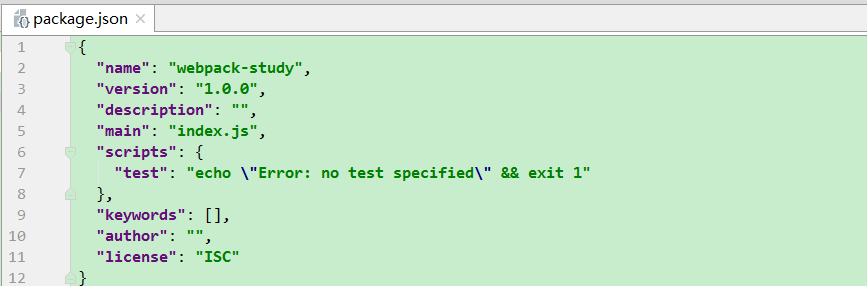 package.json
1 {
2 "name": "webpack-study",
3 "version": "1.0.0",
4 "description": "",
5 "main": "index.js",
6 "scripts": {
7 "test": "echo \"Error: no test specified\" && exit 1"
8 },
9 "keywords": [],
10 "author": "",
11 "license": "ISC"
12 }